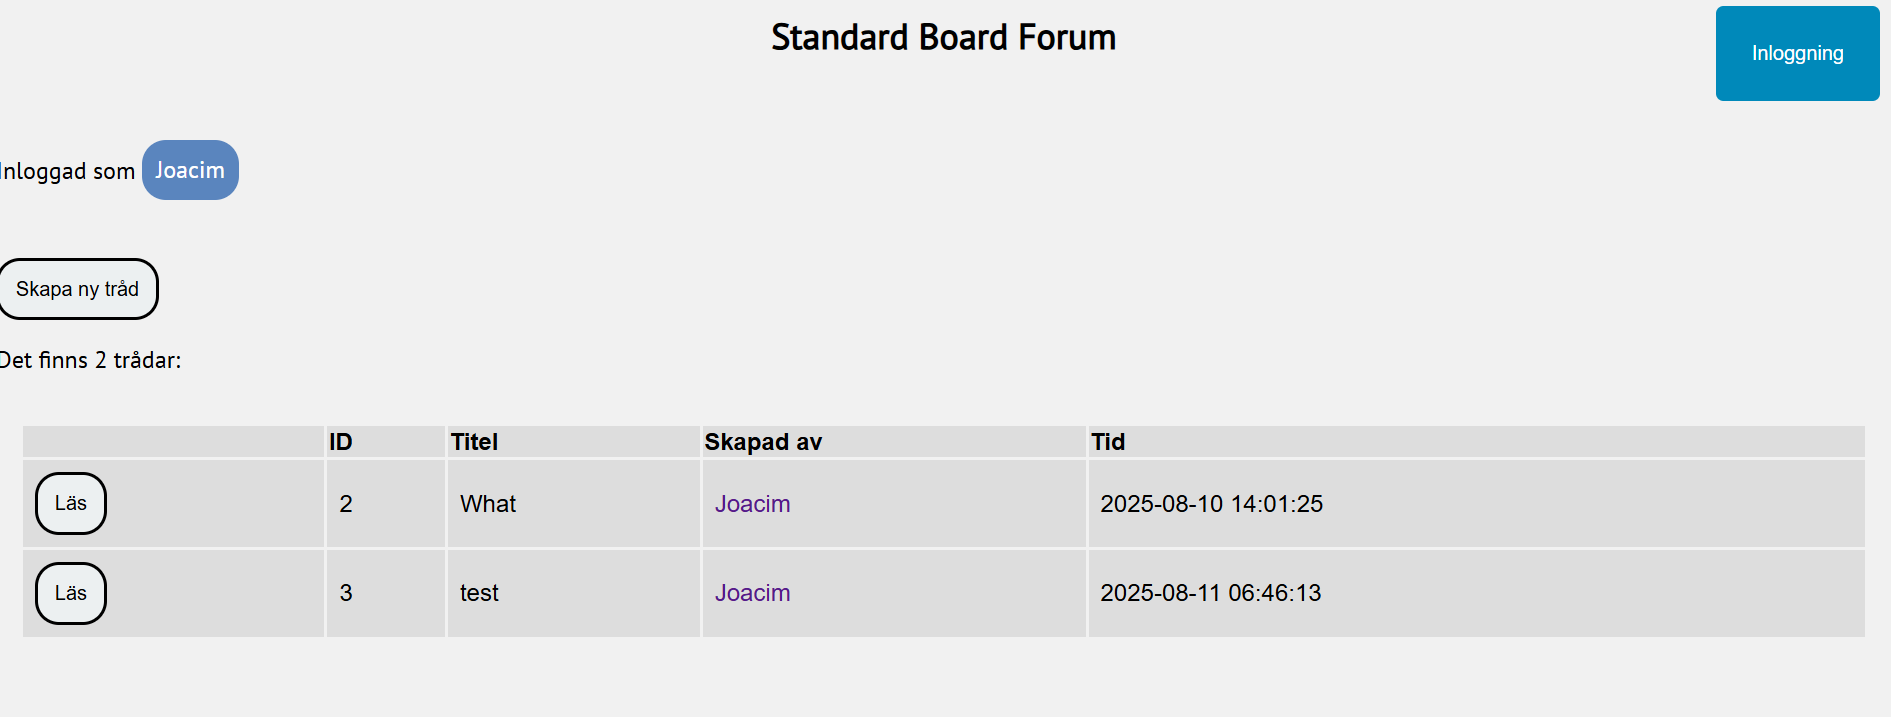 Standard Board Forum
Inloggning
Inloggad som Joacim
Skapa ny tråd
Det finns 2 trådar:
ID Titel Skapad av Tid
Läs 2 What Joacim 2025-08-10 14:01:25
Läs 3 test Joacim 2025-08-11 06:46:13